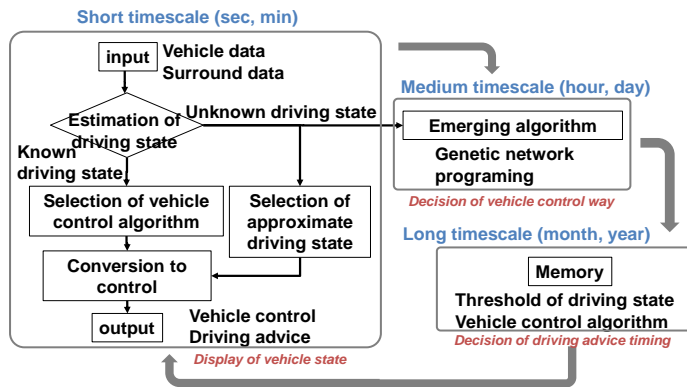 Short timescale (sec, min)
input
Vehicle data
Surround data
Estimation of
driving state
Unknown driving state
Known
driving state
Selection of vehicle
control algorithm
Selection of
approximate
driving state
Conversion to
control
output
Vehicle control
Driving advice
Display of vehicle state
Medium timescale (hour, day)
Emerging algorithm
Genetic network
programing
Decision of vehicle control way
Long timescale (month, year)
Memory
Threshold of driving state
Vehicle control algorithm
Decision of driving advice timing